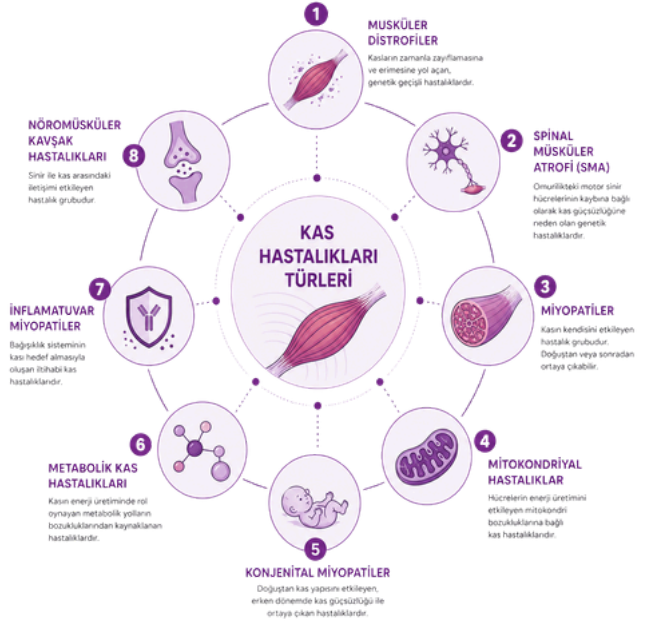 1
MUSKÜLER
DİSTROFİLER
Kasların zamanla zayıflamasına
ve erimesine yol açan,
genetik geçişli hastalıklardır.
2
SPİNAL
MÜSKÜLER
ATROFİ (SMA)
Omurilikteki motor sinir
hücrelerinin kaybına bağlı
olarak kas güçsüzlüğüne
neden olan genetik
hastalıklardır.
3
MİYOPATİLER
Kasın kendisini etkileyen
hastalık grubudur.
Doğuştan veya sonradan
ortaya çıkabilir.
4
MİTOKONDRİYAL
HASTALIKLAR
Hücrelerin enerji üretimini
etkileyen mitokondri
bozukluklarına bağlı
kas hastalıklarıdır.
5
KONJENİTAL MİYOPATİLER
Doğuştan kas yapısını etkileyen,
erken dönemde kas güçsüzlüğü ile
ortaya çıkan hastalıklardır.
6
METABOLİK KAS
HASTALIKLARI
Kasın enerji üretiminde rol
oynayan metabolik yolların
bozukluklarından kaynaklanan
hastalıklardır.
7
İNFLAMATUVAR
MİYOPATİLER
Bağışıklık sisteminin
kası hedef almasıyla
oluşan iltihabi kas
hastalıklarıdır.
8
NÖROMÜSKÜLER
KAVŞAK
HASTALIKLARI
Sinir ile kas arasındaki
iletişimi etkileyen
hastalık grubudur.
KAS
HASTALIKLARI
TÜRLERİ